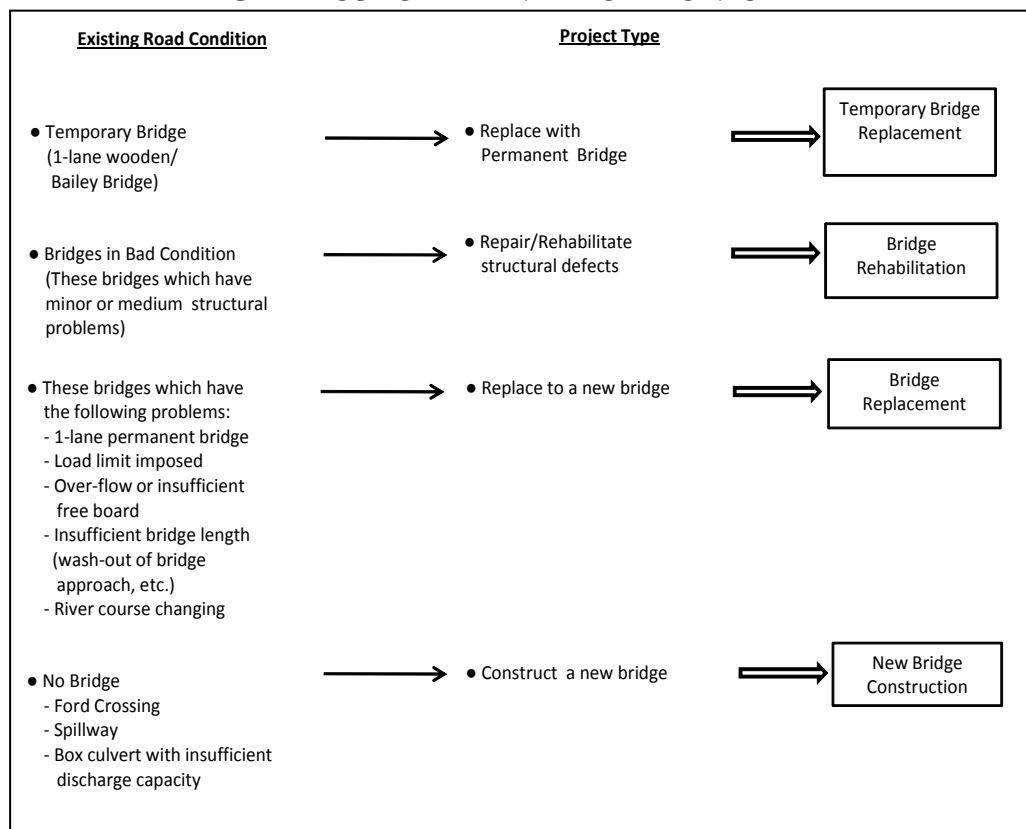 Existing Road Condition
Project Type
● Temporary Bridge
(1-lane wooden/
Bailey Bridge)
● Replace with
Permanent Bridge
Temporary Bridge
Replacement
● Bridges in Bad Condition
(These bridges which have
minor or medium structural
problems)
● Repair/Rehabilitate
structural defects
Bridge
Rehabilitation
● These bridges which have
the following problems:
- 1-lane permanent bridge
- Load limit imposed
- Over-flow or insufficient
free board
- Insufficient bridge length
(wash-out of bridge
approach, etc.)
- River course changing
● Replace to a new bridge
Bridge
Replacement
● No Bridge
- Ford Crossing
- Spillway
- Box culvert with insufficient
discharge capacity
● Construct a new bridge
New Bridge
Construction